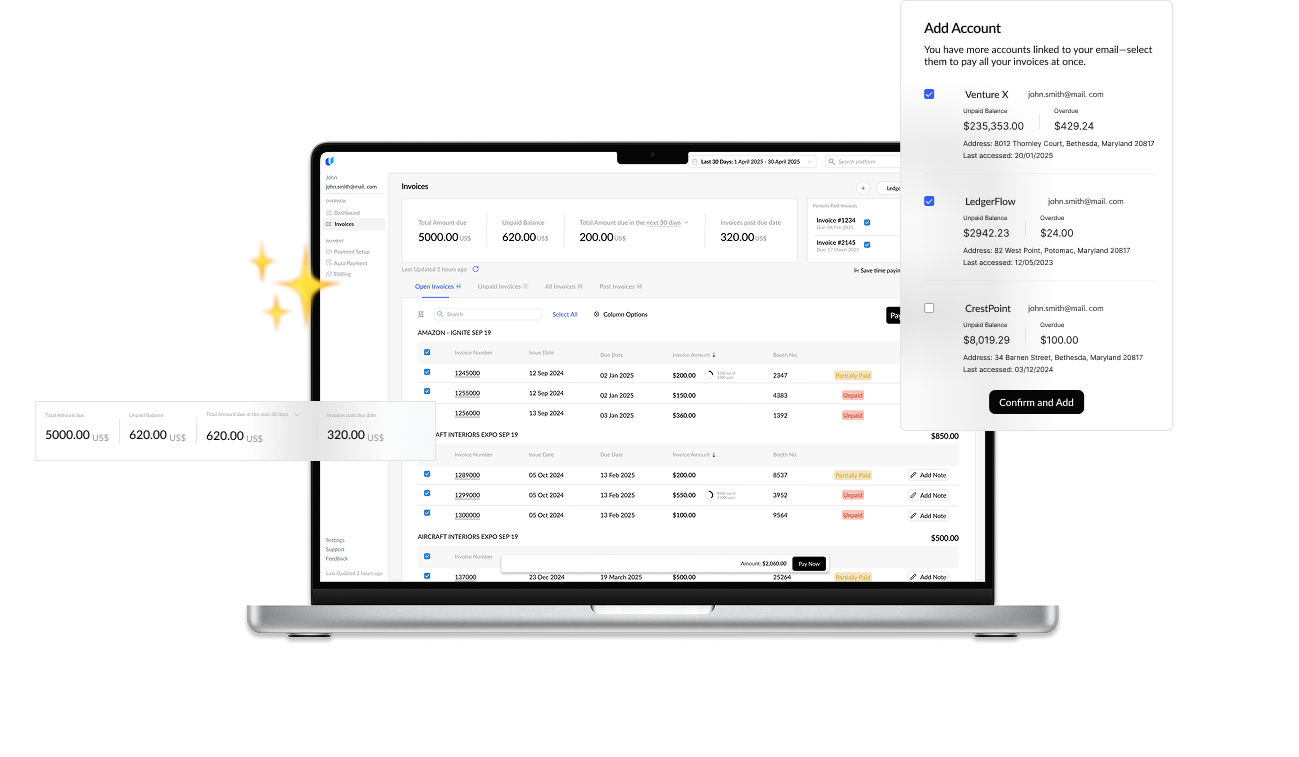 Add Account
You have more accounts linked to your email—select
them to pay all your invoices at once.
Venture X john.smith@mail. com
Unpaid Balance Overdue
$235,353.00 $429.24
Address: 8012 Thornley Court, Bethesda, Maryland 20817
Last accessed: 20/01/2025
LedgerFlow john.smith@mail. com
Unpaid Balance Overdue
$2942.23 $24.00
Address: 82 West Point, Potomac, Maryland 20817
Last accessed: 12/05/2023
CrestPoint john.smith@mail. com
Unpaid Balance Overdue
$8,019.29 $100.00
Address: 34 Barnen Street, Bethesda, Maryland 20817
Last accessed: 03/12/2024
Confirm and Add
Last 30 Days: 1 April 2025 - 30 April 2025 Search platform
John
john.smith@mail. com
OVERVIEW
Dashboard
Invoices
PAYMENT
Payment Setup
Auto Payment
Ebilling
Settings
Support
Feedback
Last Updated 2 hours ago
Invoices + Ledg
Total Amount due Unpaid Balance Total Amount due in the next 30 days Invoices past due date
5000.00 US$ 620.00 US$ 200.00 US$ 320.00 US$
Partially Paid Invoices
Invoice #1234
Due: 04 Feb 2025
Invoice #2145
Due: 17 March 2025
Last Updated 2 hours ago Save time payin
Open Invoices Unpaid Invoices All Invoices Past Invoices
Search Select All Column Options Pay
AMAZON - IGNITE SEP 19
Invoice Number Issue Date Due Date Invoice Amount ↓ Booth No.
1245000 12 Sep 2024 02 Jan 2025 $200.00 2347 Partially Paid
1255000 12 Sep 2024 02 Jan 2025 $150.00 4383 Unpaid
1256000 13 Sep 2024 03 Jan 2025 $360.00 1392 Unpaid
AFT INTERIORS EXPO SEP 19 $850.00
Invoice Number Issue Date Due Date Invoice Amount ↓ Booth No.
1289000 05 Oct 2024 13 Feb 2025 $200.00 8537 Partially Paid Add Note
1299000 05 Oct 2024 13 Feb 2025 $550.00 3952 Unpaid Add Note
1300000 05 Oct 2024 13 Feb 2025 $100.00 9564 Unpaid Add Note
AIRCRAFT INTERIORS EXPO SEP 19 $500.00
Invoice Number
Amount: $2,060.00 Pay Now
137000 23 Dec 2024 19 March 2025 $500.00 25264 Partially Paid Add Note
Total Amount due Unpaid Balance Total Amount due in the next 30 days Invoices past due date
5000.00 US$ 620.00 US$ 620.00 US$ 320.00 US$